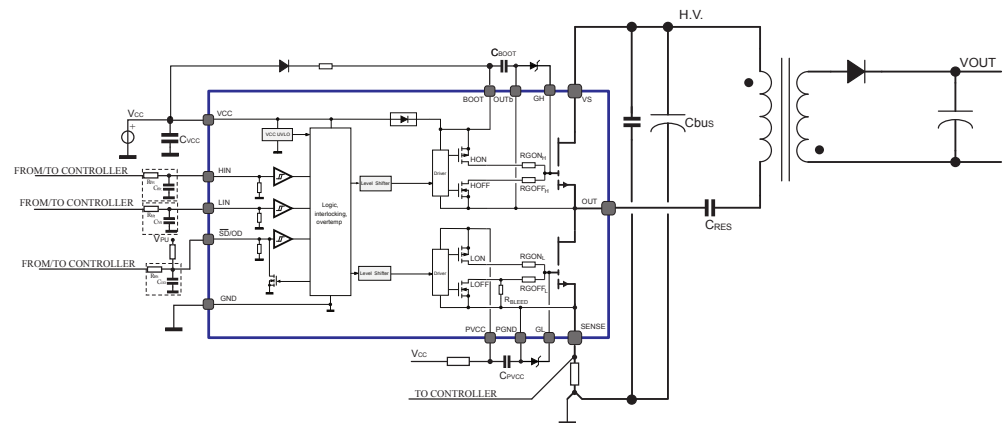 H.V.
CBOOT
VOUT
BOOT
OUTb
GH
VS
VCC
VCC
CVCC
VCC UVLO
Cbus
FROM/TO CONTROLLER
HIN
HON
RGONH
Driver
Level Shifter
HOFF
RGOFFH
FROM/TO CONTROLLER
LIN
Logic,
interlocking,
overtemp
OUT
CRES
VPU
SD/OD
FROM/TO CONTROLLER
LON
RGONL
Level Shifter
Driver
LOFF
RGOFFL
RBLEED
GND
PVCC
PGND
GL
SENSE
VCC
CPVCC
TO CONTROLLER